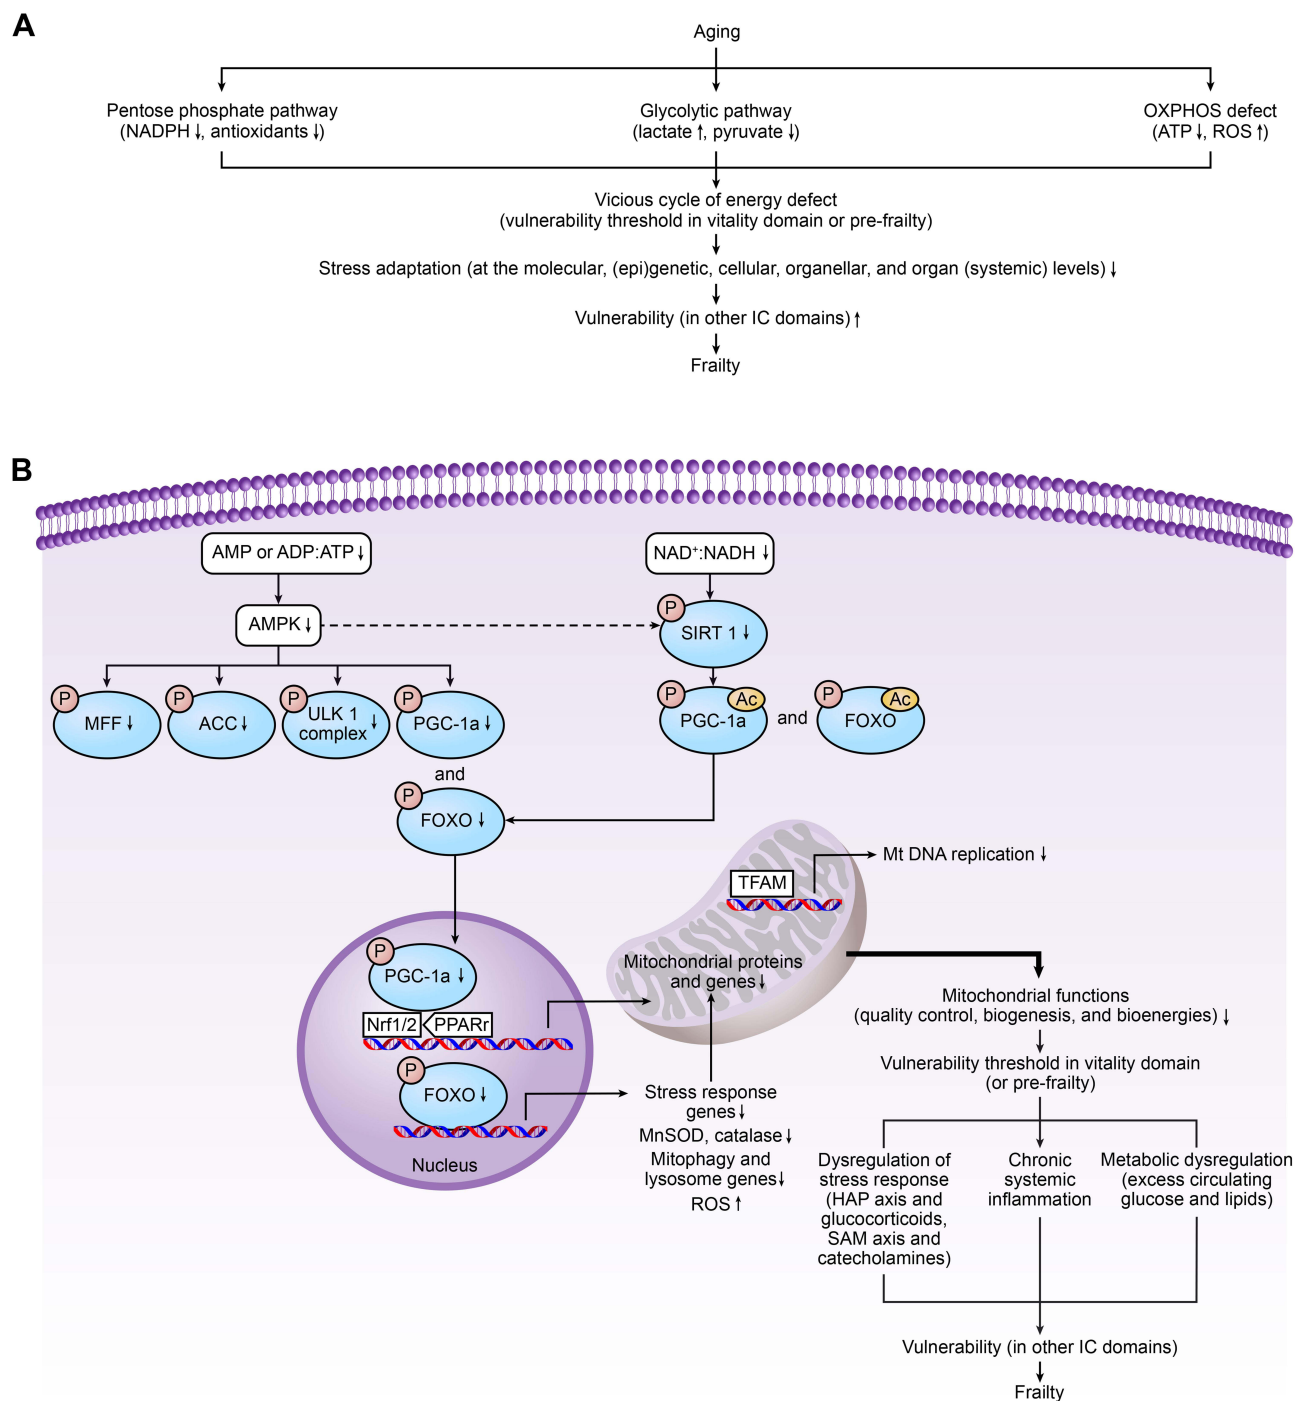 A
Aging
Pentose phosphate pathway
(NADPH↓, antioxidants↓)
Glycolytic pathway
(lactate↑, pyruvate↓)
OXPHOS defect
(ATP↓, ROS↑)
Vicious cycle of energy defect
(vulnerability threshold in vitality domain or pre-frailty)
Stress adaptation (at the molecular, (epi)genetic, cellular, organellar, and organ (systemic) levels)↓
Vulnerability (in other IC domains)↑
Frailty
B
AMP or ADP:ATP↓
NAD⁺:NADH↓
AMPK↓
P
SIRT 1↓
P
MFF↓
P
ACC↓
P
ULK 1
complex↓
P
PGC-1a↓
P
Ac
PGC-1a
and
P
Ac
FOXO
and
P
FOXO↓
TFAM
Mt DNA replication↓
P
PGC-1a↓
Nrf1/2
PPARr
P
FOXO↓
Nucleus
Mitochondrial proteins
and genes↓
Stress response
genes↓
MnSOD, catalase↓
Mitophagy and
lysosome genes↓
ROS↑
Mitochondrial functions
(quality control, biogenesis, and bioenergies)↓
Vulnerability threshold in vitality domain
(or pre-frailty)
Dysregulation of
stress response
(HAP axis and
glucocorticoids,
SAM axis and
catecholamines)
Chronic
systemic
inflammation
Metabolic dysregulation
(excess circulating
glucose and lipids)
Vulnerability (in other IC domains)
Frailty